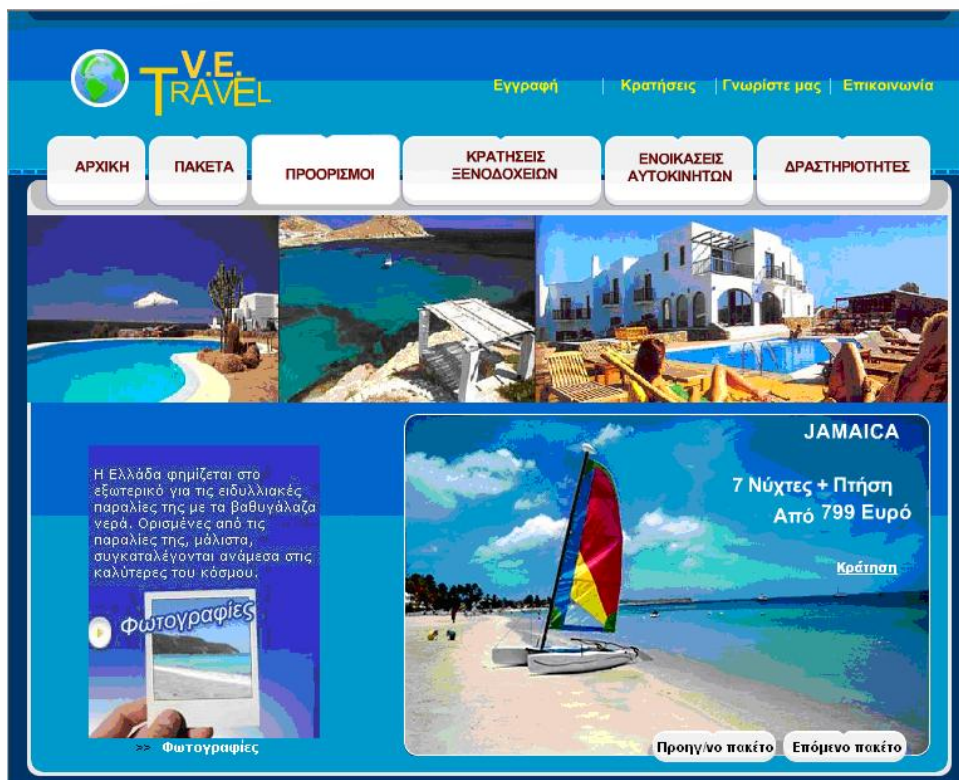 V.E.
TRAVEL
Εγγραφή | Κρατήσεις | Γνωρίστε μας | Επικοινωνία
ΑΡΧΙΚΗ
ΠΑΚΕΤΑ
ΠΡΟΟΡΙΣΜΟΙ
ΚΡΑΤΗΣΕΙΣ
ΞΕΝΟΔΟΧΕΙΩΝ
ΕΝΟΙΚΑΣΕΙΣ
ΑΥΤΟΚΙΝΗΤΩΝ
ΔΡΑΣΤΗΡΙΟΤΗΤΕΣ
Η Ελλάδα φημίζεται στο
εξωτερικό για τις ειδυλλιακές
παραλίες της με τα βαθυγάλαζα
νερά. Ορισμένες από τις
παραλίες της, μάλιστα,
συγκαταλέγονται ανάμεσα στις
καλύτερες του κόσμου.
Φωτογραφίες
>> Φωτογραφίες
JAMAICA
7 Νύχτες + Πτήση
Από 799 Ευρό
Κράτηση
Προηγ/νο πακέτο
Επόμενο πακέτο